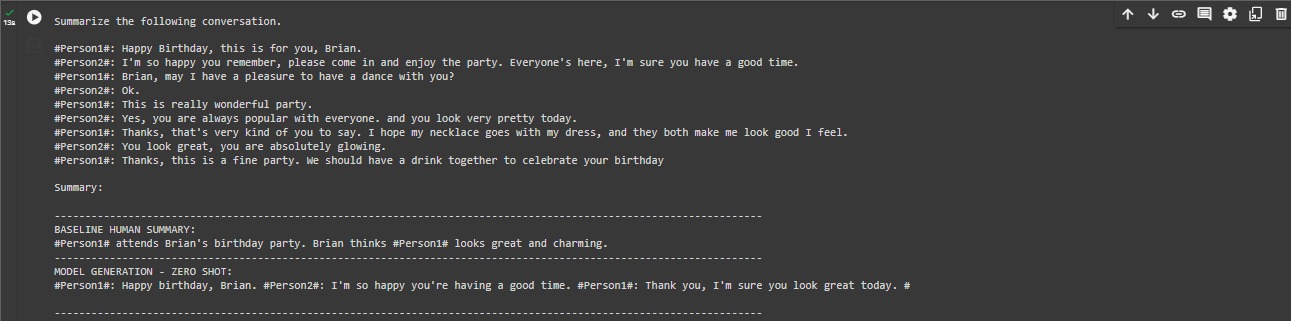 13s
Summarize the following conversation.
#Person1#: Happy Birthday, this is for you, Brian.
#Person2#: I'm so happy you remember, please come in and enjoy the party. Everyone's here, I'm sure you have a good time.
#Person1#: Brian, may I have a pleasure to have a dance with you?
#Person2#: Ok.
#Person1#: This is really wonderful party.
#Person2#: Yes, you are always popular with everyone. and you look very pretty today.
#Person1#: Thanks, that's very kind of you to say. I hope my necklace goes with my dress, and they both make me look good I feel.
#Person2#: You look great, you are absolutely glowing.
#Person1#: Thanks, this is a fine party. We should have a drink together to celebrate your birthday
Summary:
---------------------------------------------------------------------------------------------------
BASELINE HUMAN SUMMARY:
#Person1# attends Brian's birthday party. Brian thinks #Person1# looks great and charming.
---------------------------------------------------------------------------------------------------
MODEL GENERATION - ZERO SHOT:
#Person1#: Happy birthday, Brian. #Person2#: I'm so happy you're having a good time. #Person1#: Thank you, I'm sure you look great today. #
---------------------------------------------------------------------------------------------------